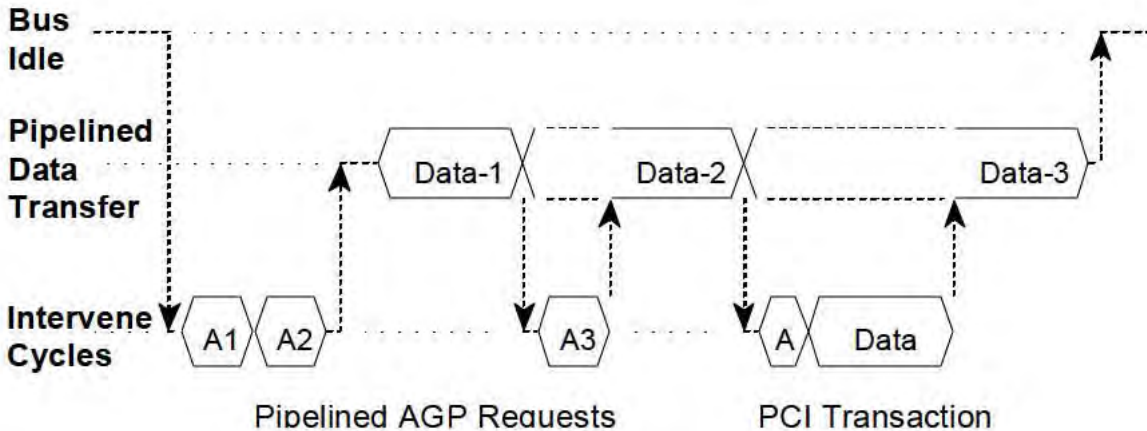 Bus
Idle
Pipelined
Data
Transfer
Data-1
Data-2
Data-3
Intervene
Cycles
A1
A2
A3
A
Data
Pipelined AGP Requests
PCI Transaction